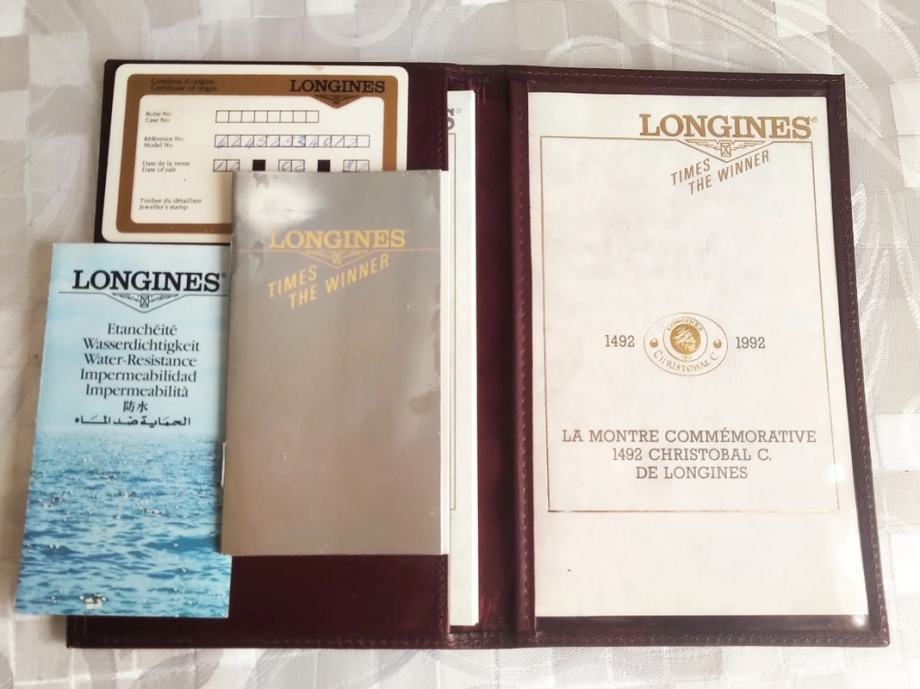 Certificat d'origine
Certificate of origin
LONGINES
Boîte No
Case No
Référence No
Model No
Date de la vente
Date of sale
Timbre du détaillant
Jeweller's stamp
LONGINES
Etanchéité
Wasserdichtigkeit
Water-Resistance
Impermeabilidad
Impermeabilità
防水
الحماية ضد الماء
LONGINES
TIMES
THE WINNER
S®
LONGINES®
TIMES
THE WINNER
1492
LONGINES
CHRISTOBAL C.
1992
LA MONTRE COMMÉMORATIVE
1492 CHRISTOBAL C.
DE LONGINES